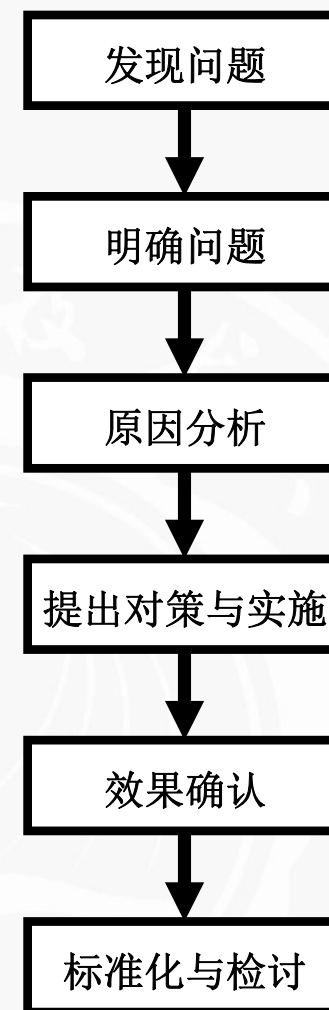 发现问题
明确问题
原因分析
提出对策与实施
效果确认
标准化与检讨